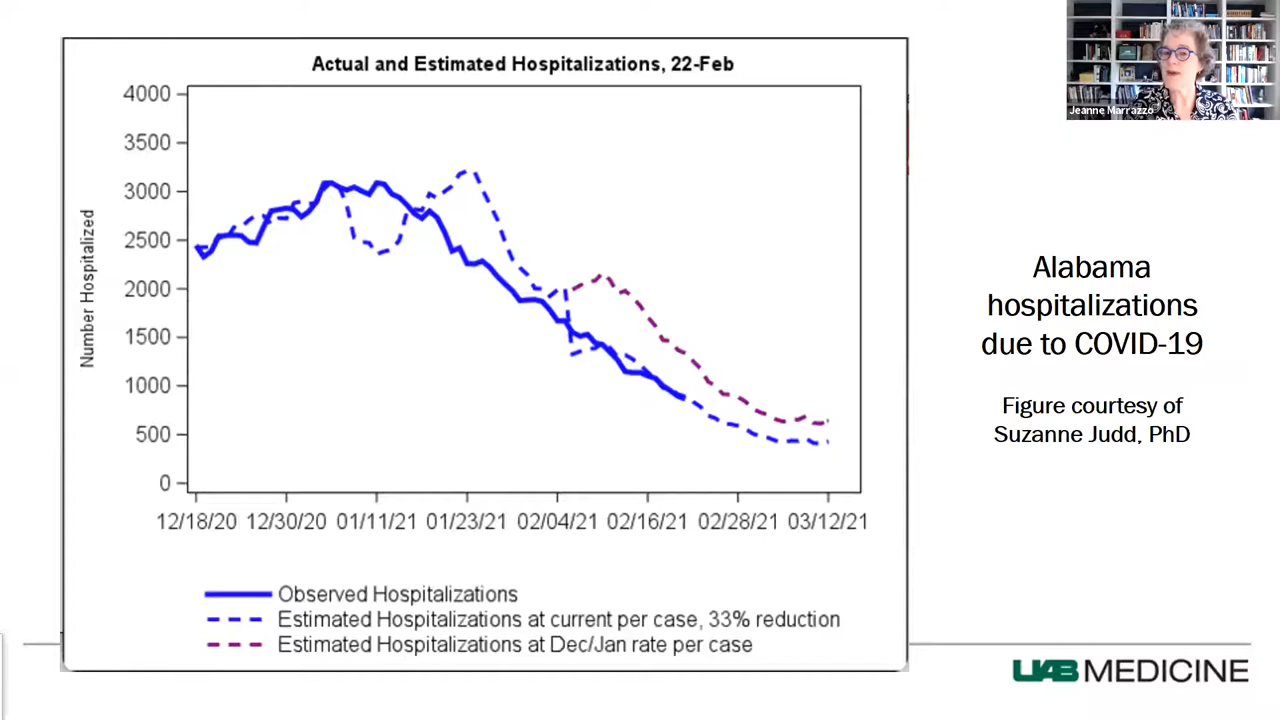 Actual and Estimated Hospitalizations, 22-Feb
Number Hospitalized
4000
3500
3000
2500
2000
1500
1000
500
0
12/18/20 12/30/20 01/11/21 01/23/21 02/04/21 02/16/21 02/28/21 03/12/21
Observed Hospitalizations
Estimated Hospitalizations at current per case, 33% reduction
Estimated Hospitalizations at Dec/Jan rate per case
Jeanne Marrazzo
Alabama
hospitalizations
due to COVID-19
Figure courtesy of
Suzanne Judd, PhD
UAB MEDICINE